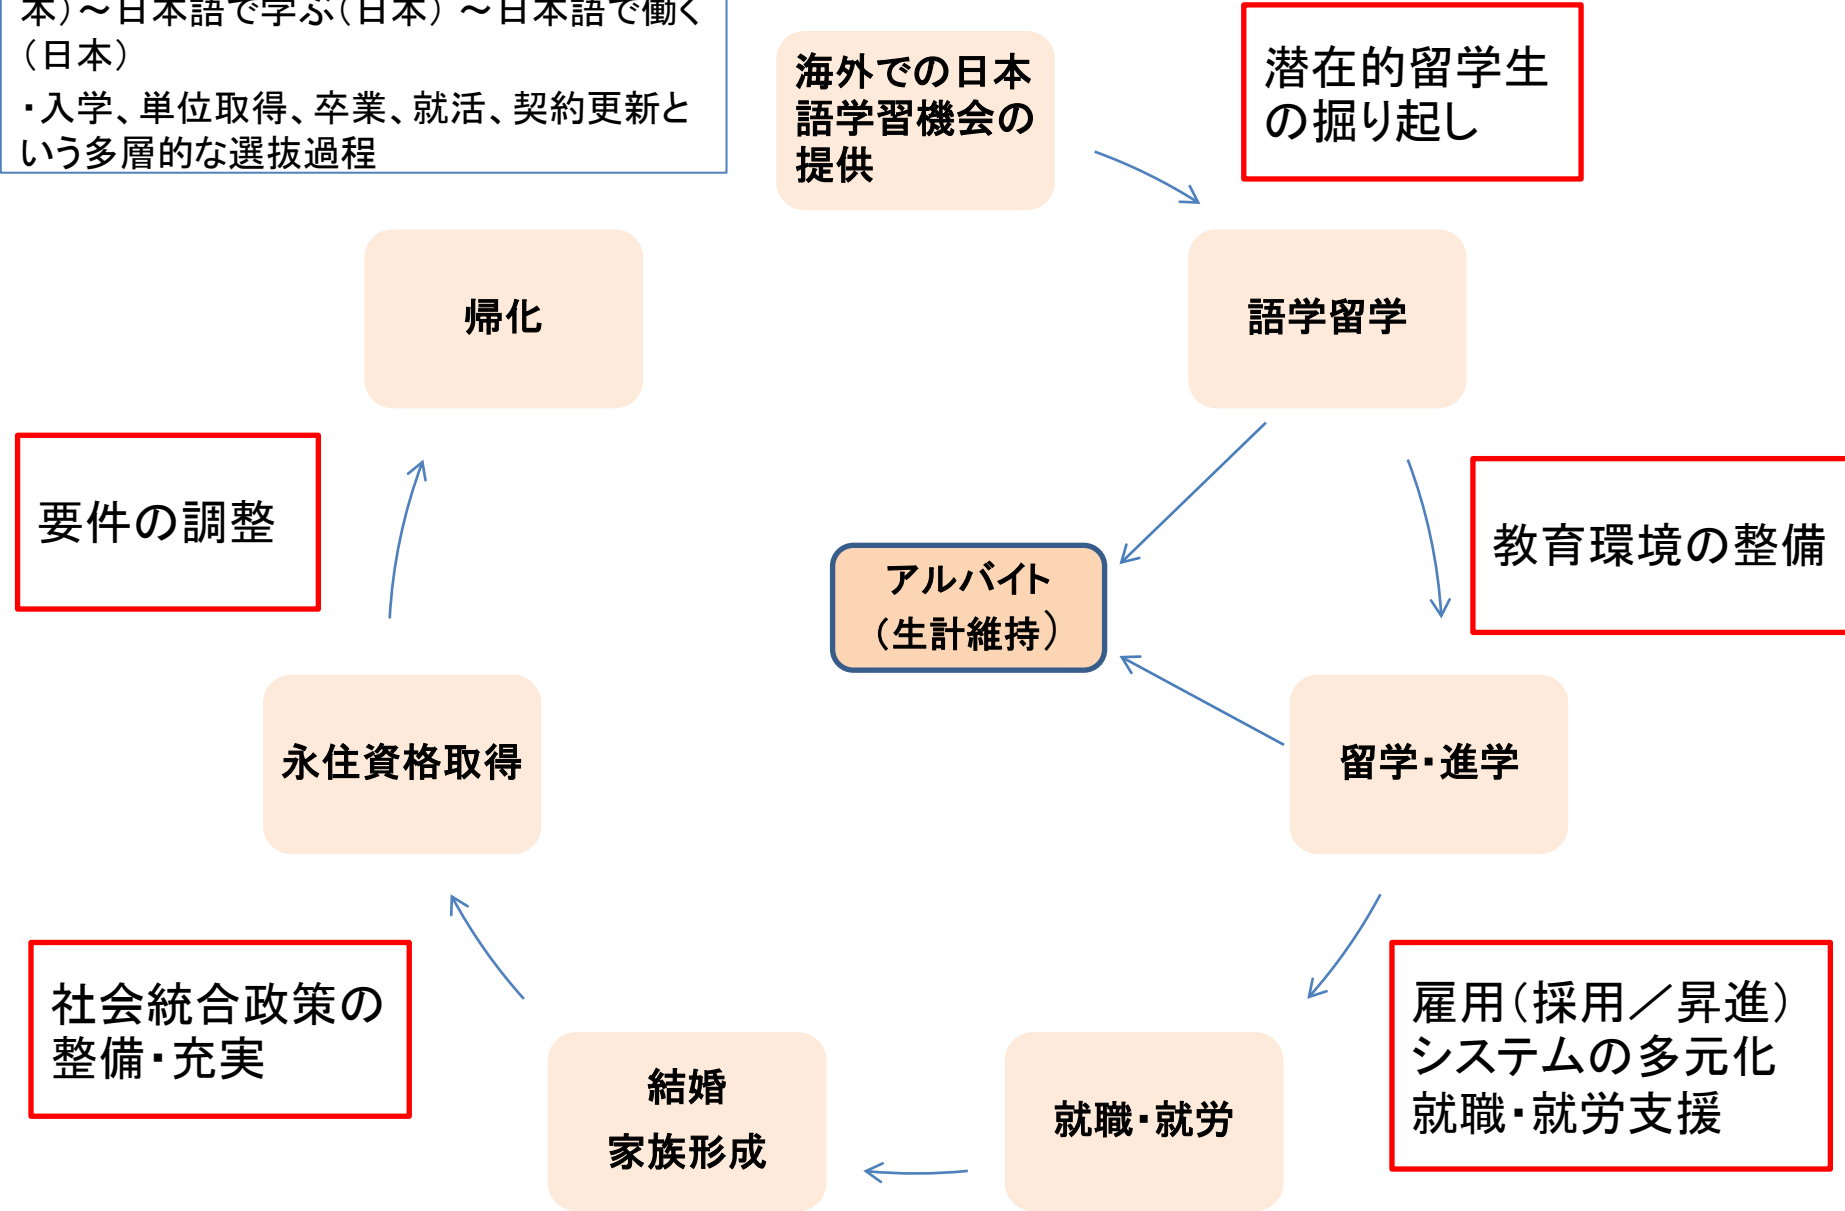 本）～日本語で学ぶ（日本）～日本語で働く
（日本）
・入学、単位取得、卒業、就活、契約更新と
いう多層的な選抜過程
海外での日本
語学習機会の
提供
潜在的留学生
の掘り起し
帰化
語学留学
要件の調整
教育環境の整備
アルバイト
（生計維持）
永住資格取得
留学・進学
社会統合政策の
整備・充実
結婚
家族形成
就職・就労
雇用（採用／昇進）
システムの多元化
就職・就労支援